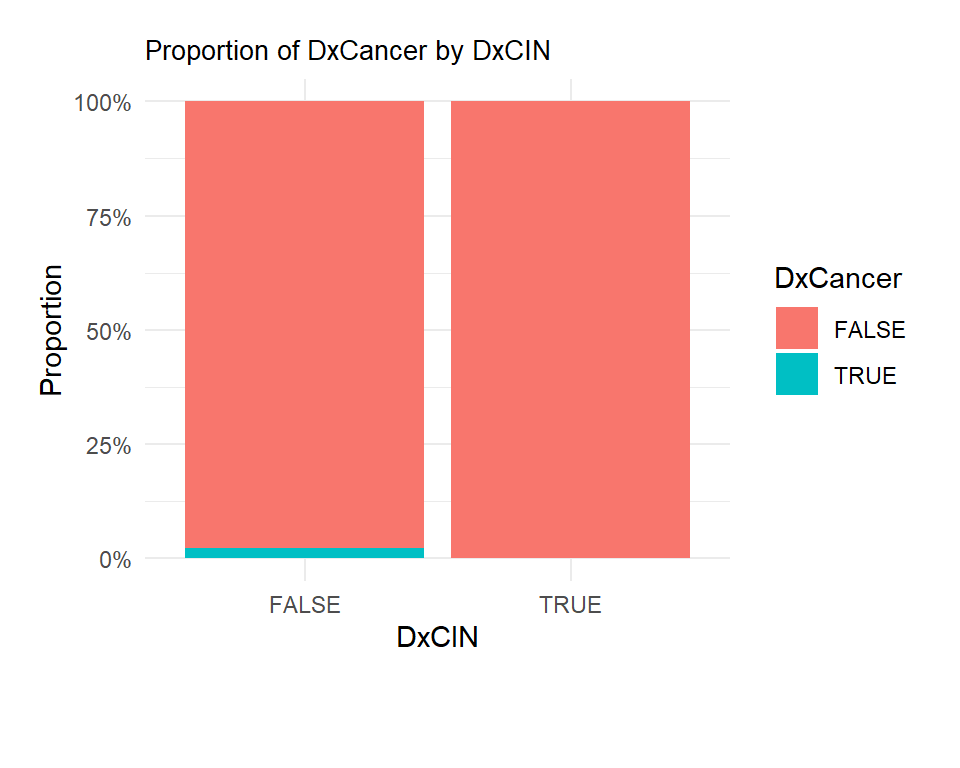 Proportion of DxCancer by DxCIN
100%
75%
50%
25%
0%
Proportion
FALSE
TRUE
DxCIN
DxCancer
FALSE
TRUE